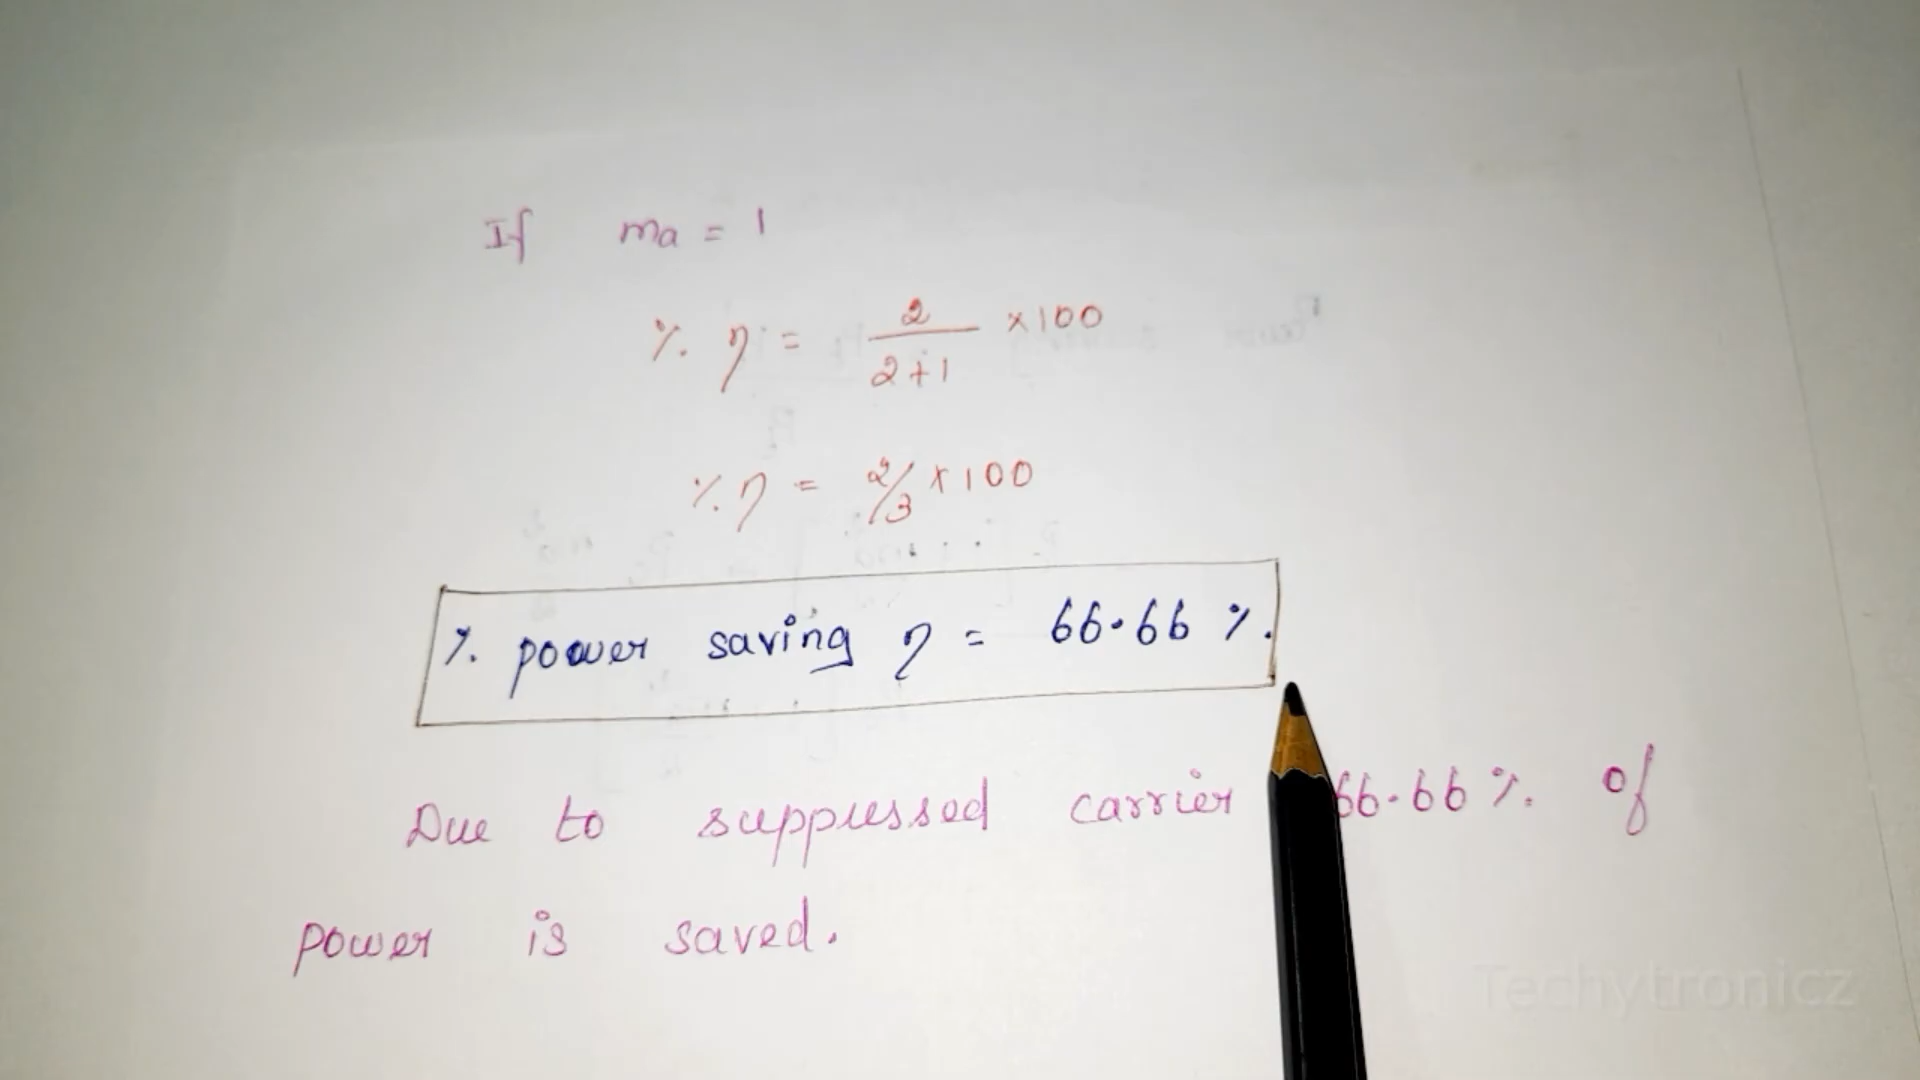 If ma = 1
% η = 2/2+1 ×100
% η = 2/3 ×100
% power saving η = 66.66 %.
Due to suppressed carrier 66.66 %. of
power is saved.
Techytronicz